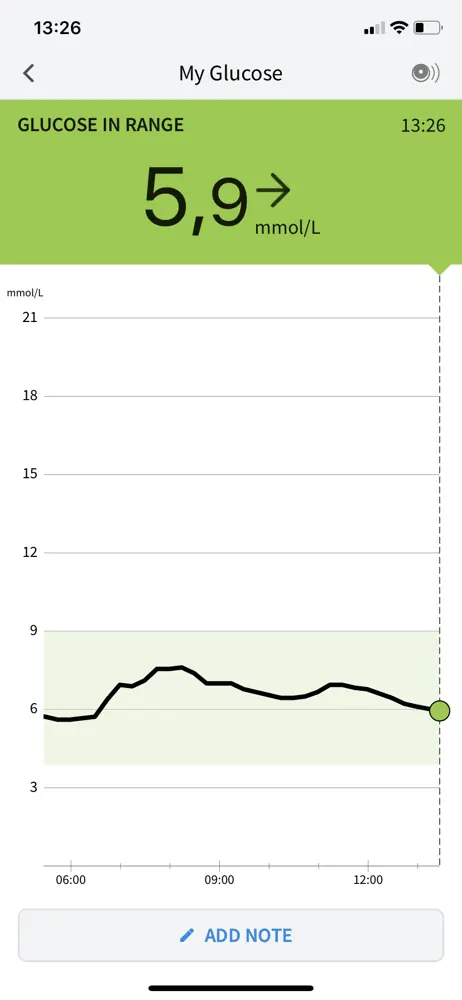 13:26
My Glucose
GLUCOSE IN RANGE 13:26
5,9
mmol/L
mmol/L
21
18
15
12
9
6
3
06:00 09:00 12:00
ADD NOTE